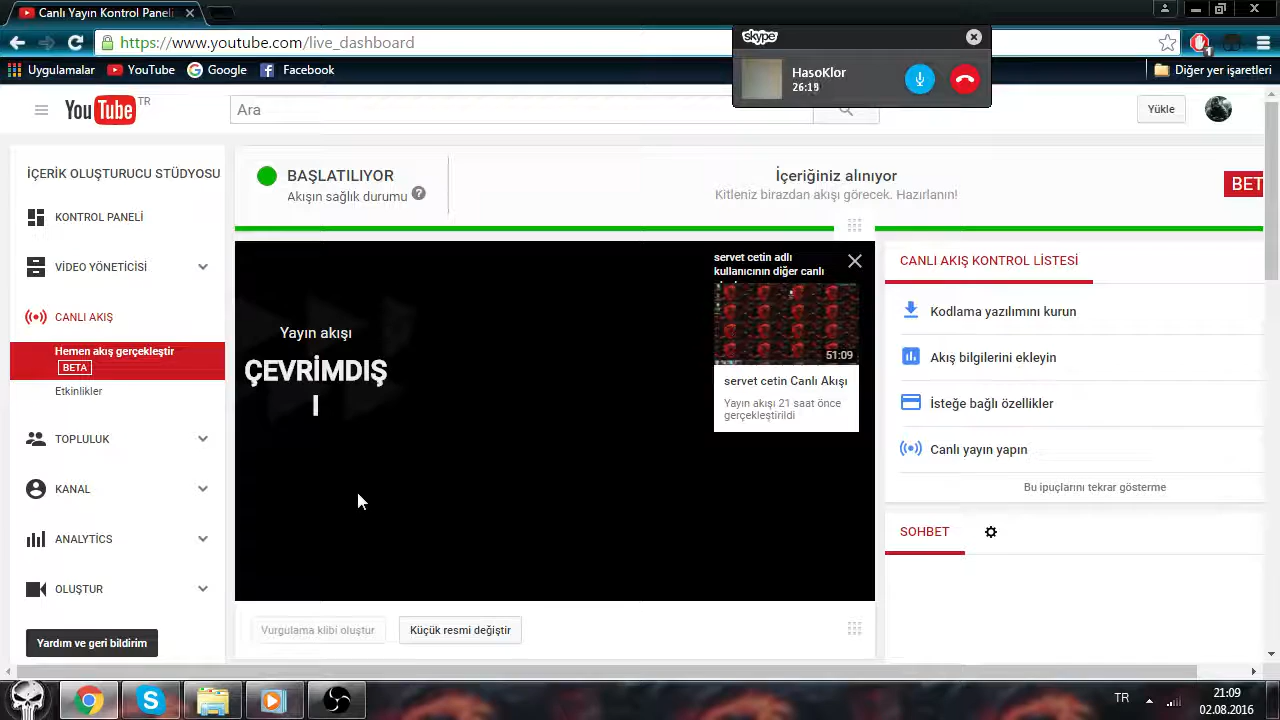 Canlı Yayın Kontrol Paneli
https://www.youtube.com/live_dashboard
skype
HasoKlor
26:19
1
Uygulamalar
YouTube
Google
Facebook
Diğer yer işaretleri
YouTube TR
Ara
Yükle
İÇERİK OLUŞTURUCU STÜDYOSU
KONTROL PANELİ
VİDEO YÖNETİCİSİ
CANLI AKIŞ
Hemen akış gerçekleştir
BETA
Etkinlikler
TOPLULUK
KANAL
ANALYTICS
OLUŞTUR
Yardım ve geri bildirim
BAŞLATILIYOR
Akışın sağlık durumu ?
İçeriğiniz alınıyor
Kitleniz birazdan akışı görecek. Hazırlanın!
BET
Yayın akışı
ÇEVRİMDIŞ
I
servet cetin adlı
kullanıcının diğer canlı
51:09
servet cetin Canlı Akışı
Yayın akışı 21 saat önce
gerçekleştirildi
Vurgulama klibi oluştur
Küçük resmi değiştir
CANLI AKIŞ KONTROL LİSTESİ
Kodlama yazılımını kurun
Akış bilgilerini ekleyin
İsteğe bağlı özellikler
Canlı yayın yapın
Bu ipuçlarını tekrar gösterme
SOHBET
TR
21:09
02.08.2016